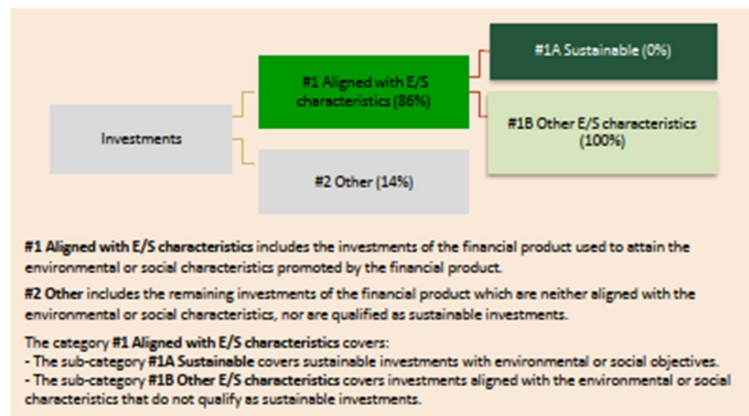 #1A Sustainable (0%)
#1 Aligned with E/S
characteristics (86%)
#1B Other E/S characteristics
(100%)
Investments
#2 Other (14%)
#1 Aligned with E/S characteristics includes the investments of the financial product used to attain the
environmental or social characteristics promoted by the financial product.
#2 Other includes the remaining investments of the financial product which are neither aligned with the
environmental or social characteristics, nor are qualified as sustainable investments.
The category #1 Aligned with E/S characteristics covers:
- The sub-category #1A Sustainable covers sustainable investments with environmental or social objectives.
- The sub-category #1B Other E/S characteristics covers investments aligned with the environmental or social
characteristics that do not qualify as sustainable investments.